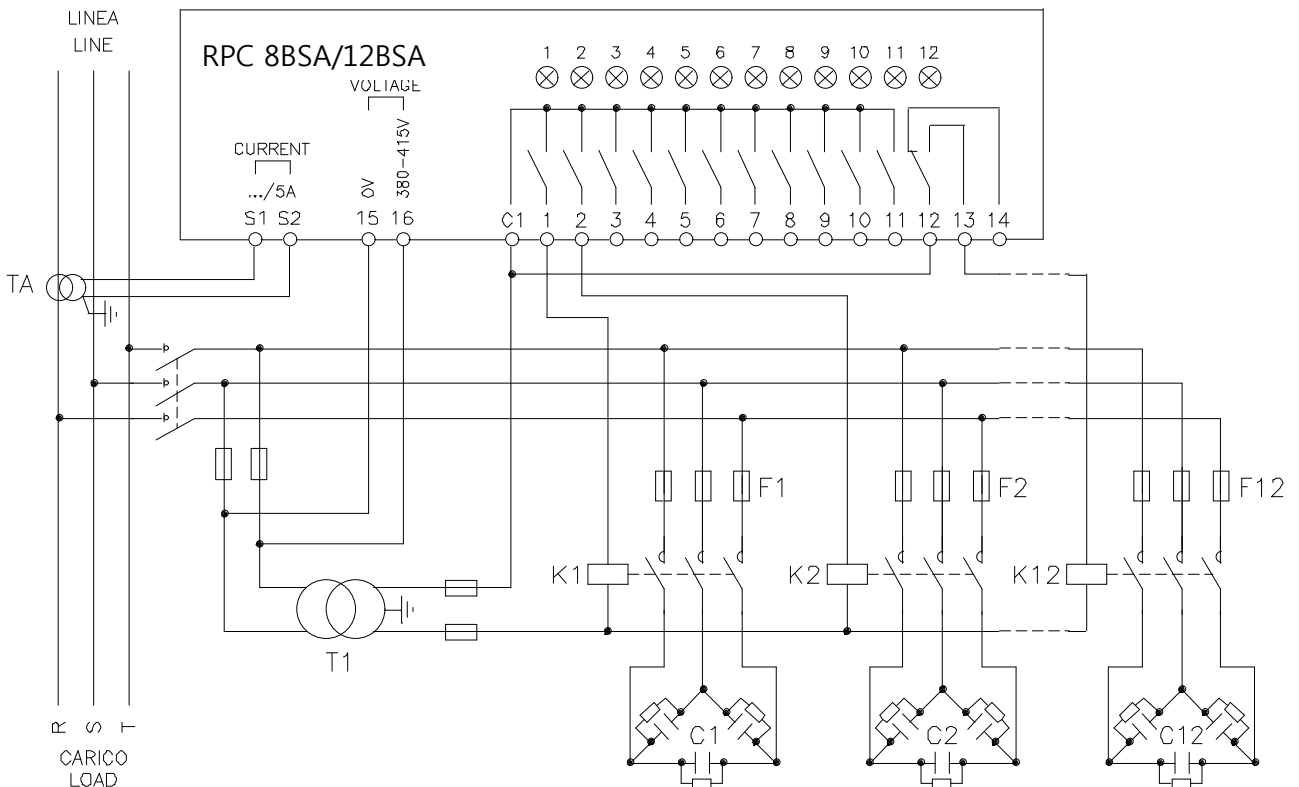 LINEA
LINE
RPC 8BSA/12BSA
1 2 3 4 5 6 7 8 9 10 11 12
VOLTAGE
CURRENT
.../5A
0V
380-415V
S1 S2 15 16 C1 1 2 3 4 5 6 7 8 9 10 11 12 13 14
TA
F1 F2 F12
K1 K2 K12
T1
C1 C2 C12
R S T
CARICO
LOAD